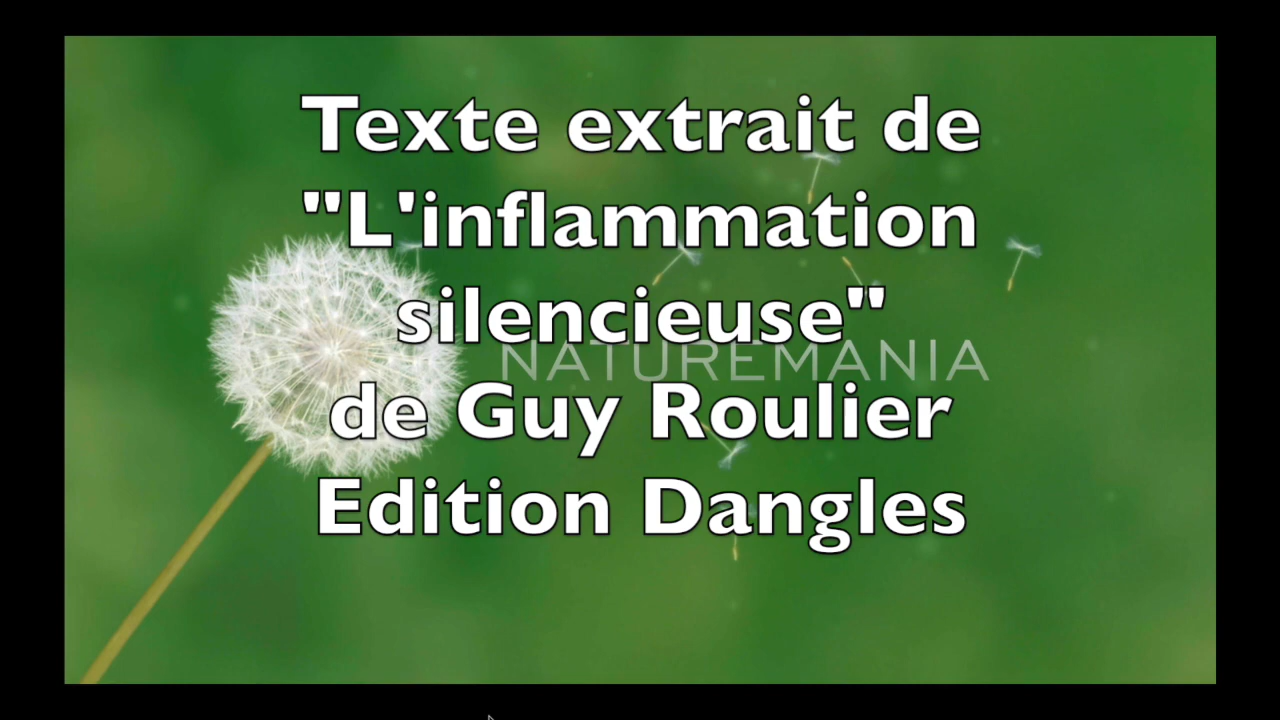 Texte extrait de
"L'inflammation
silencieuse"
NATUREMANIA
de Guy Roulier
Edition Dangles